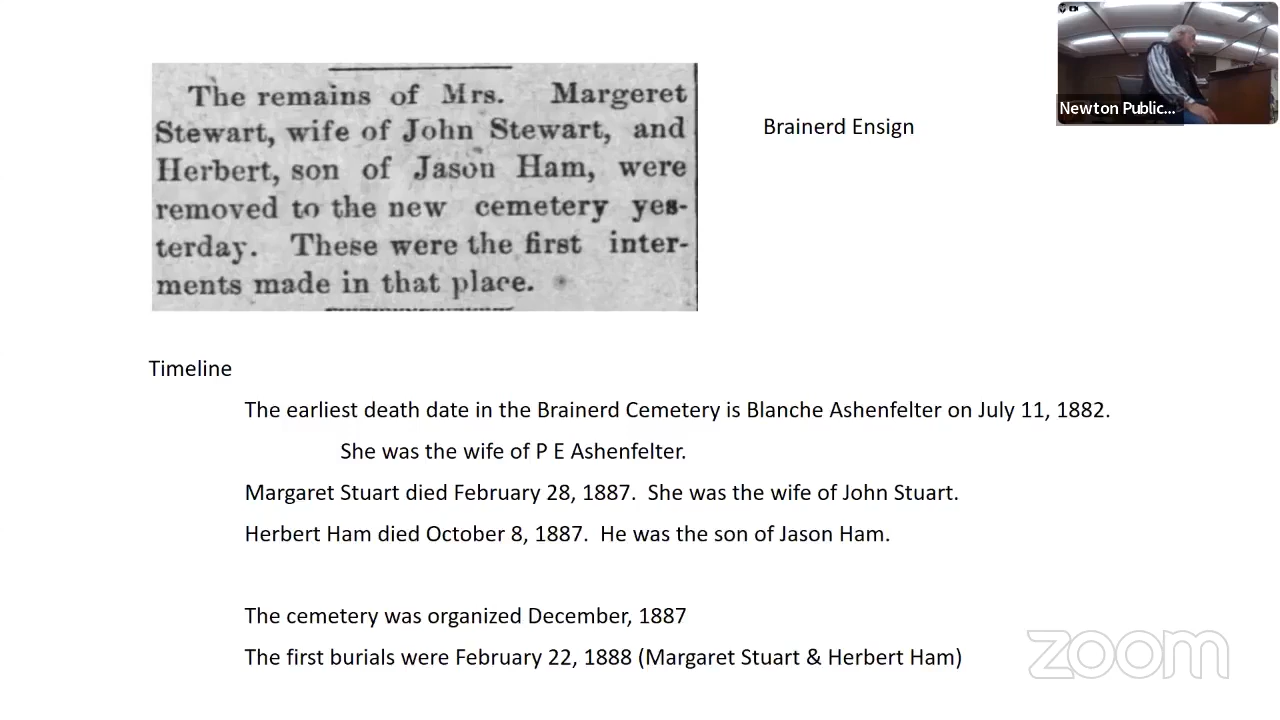 The remains of Mrs. Margeret
Stewart, wife of John Stewart, and
Herbert, son of Jason Ham, were
removed to the new cemetery yes-
terday. These were the first inter-
ments made in that place.
Brainerd Ensign
Newton Public...
Timeline
The earliest death date in the Brainerd Cemetery is Blanche Ashenfelter on July 11, 1882.
She was the wife of P E Ashenfelter.
Margaret Stuart died February 28, 1887. She was the wife of John Stuart.
Herbert Ham died October 8, 1887. He was the son of Jason Ham.
The cemetery was organized December, 1887
The first burials were February 22, 1888 (Margaret Stuart & Herbert Ham)
zoom